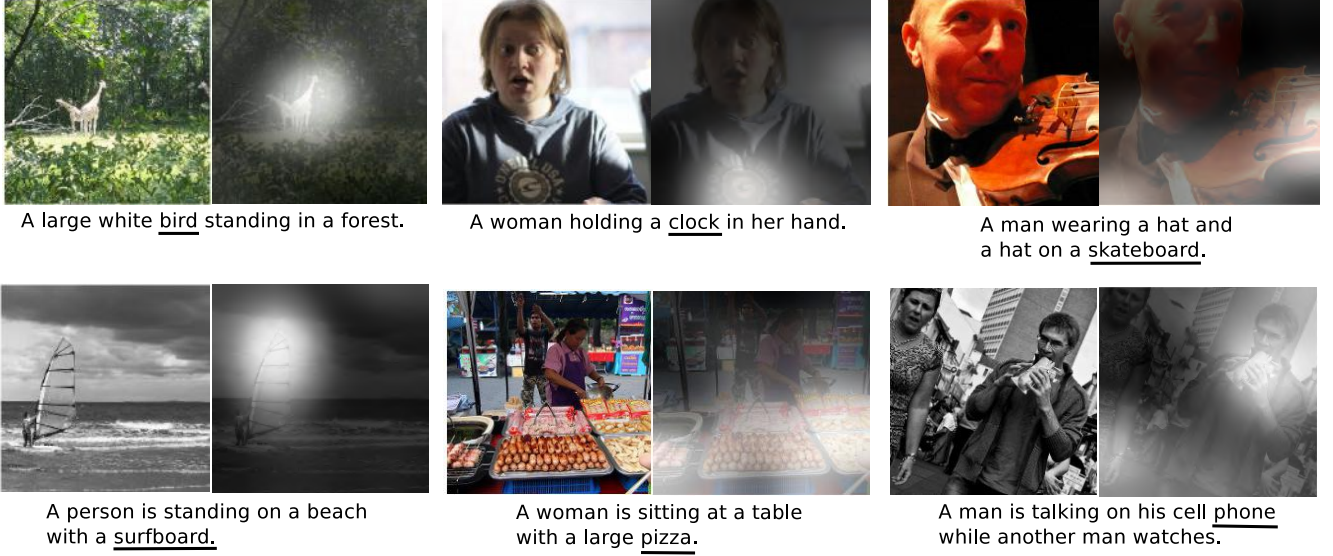 A large white bird standing in a forest.
A woman holding a clock in her hand.
A man wearing a hat and
a hat on a skateboard.
A person is standing on a beach
with a surfboard.
A woman is sitting at a table
with a large pizza.
A man is talking on his cell phone
while another man watches.